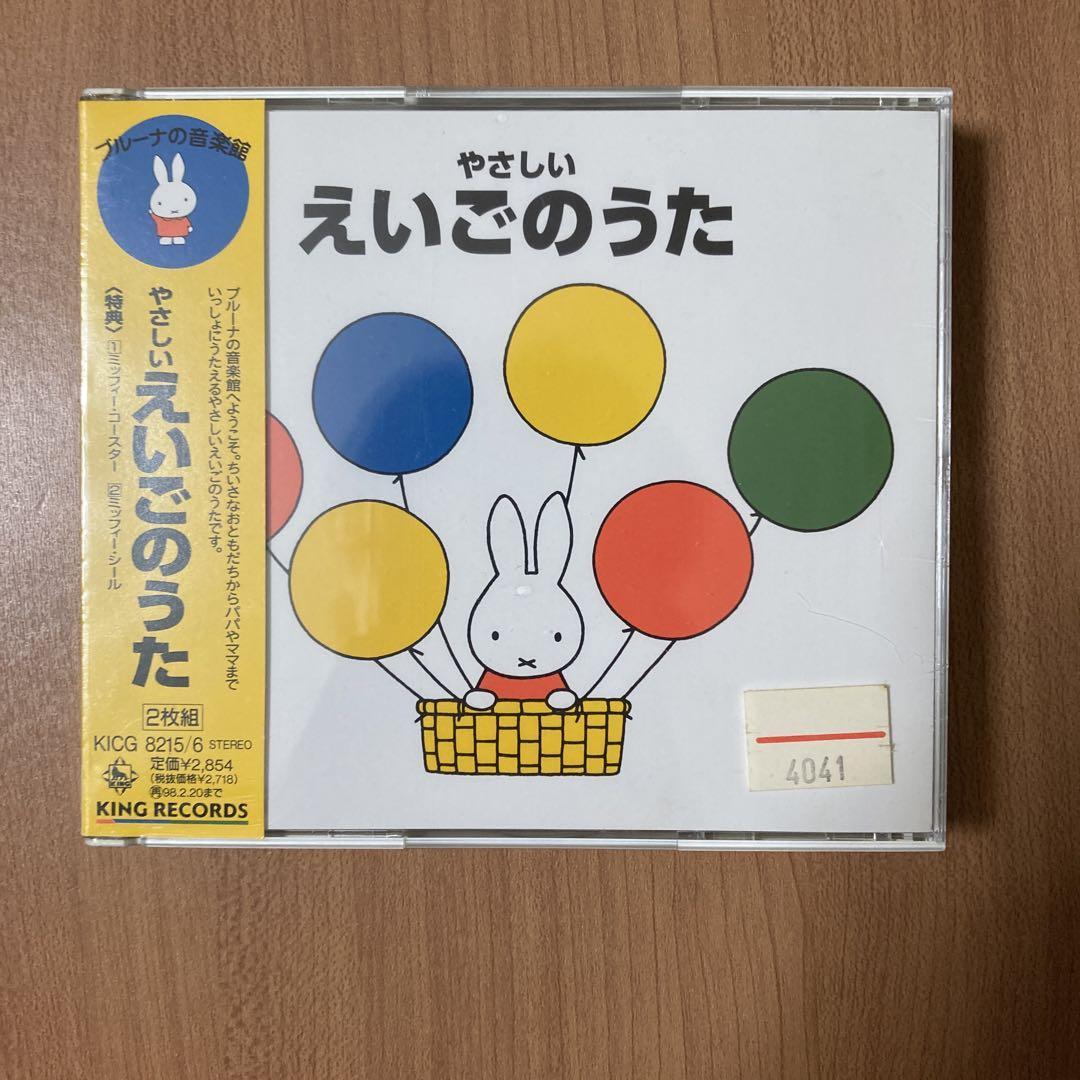 ブルーナの音楽館
やさしい えいごのうた
ブルーナの音楽館へようこそ。ちいさなおともだちからパパやママまで
いっしょにうたえるやさしいえいごのうたです。
〈特典〉 1ミッフィー・コースター 2ミッフィー・シール
2枚組
KICG 8215/6 STEREO
定価¥2,854
(税抜価格¥2,718)
再98.2.20まで
KING
KING RECORDS
やさしい
えいごのうた
4041